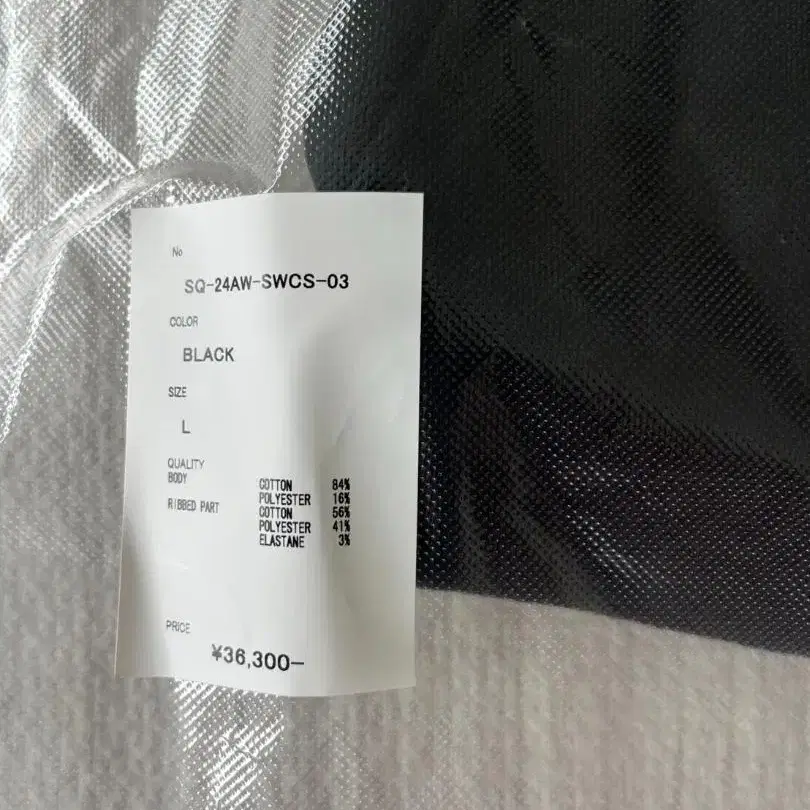 No
SQ-24AW-SWCS-03
COLOR
BLACK
SIZE
L
QUALITY
BODY COTTON 84%
POLYESTER 16%
RIBBED PART COTTON 56%
POLYESTER 41%
ELASTANE 3%
PRICE
¥36,300—